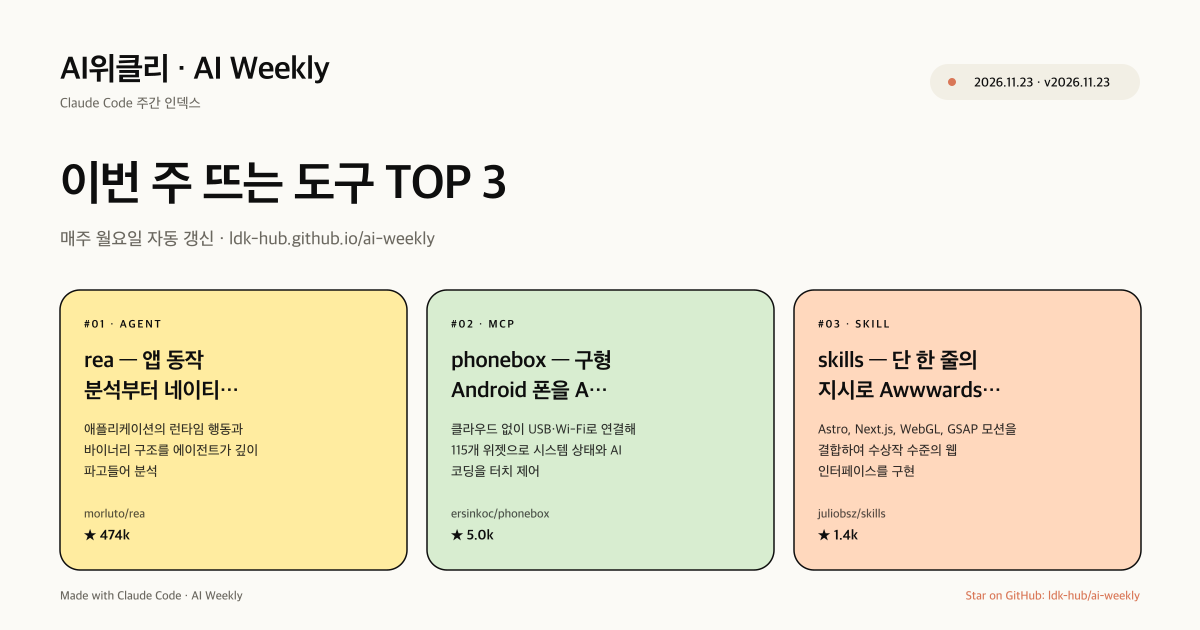 AI위클리 · AI Weekly
Claude Code 주간 인덱스
2026.11.23 · v2026.11.23
이번 주 뜨는 도구 TOP 3
매주 월요일 자동 갱신 · ldk-hub.github.io/ai-weekly
#01 · AGENT
rea — 앱 동작
분석부터 네이티…
애플리케이션의 런타임 행동과
바이너리 구조를 에이전트가 깊이
파고들어 분석
morluto/rea
★ 474k
#02 · MCP
phonebox — 구형
Android 폰을 A…
클라우드 없이 USB·Wi-Fi로 연결해
115개 위젯으로 시스템 상태와 AI
코딩을 터치 제어
ersinkoc/phonebox
★ 5.0k
#03 · SKILL
skills — 단 한 줄의
지시로 Awwwards…
Astro, Next.js, WebGL, GSAP 모션을
결합하여 수상작 수준의 웹
인터페이스를 구현
juliobsz/skills
★ 1.4k
Made with Claude Code · AI Weekly
Star on GitHub: ldk-hub/ai-weekly